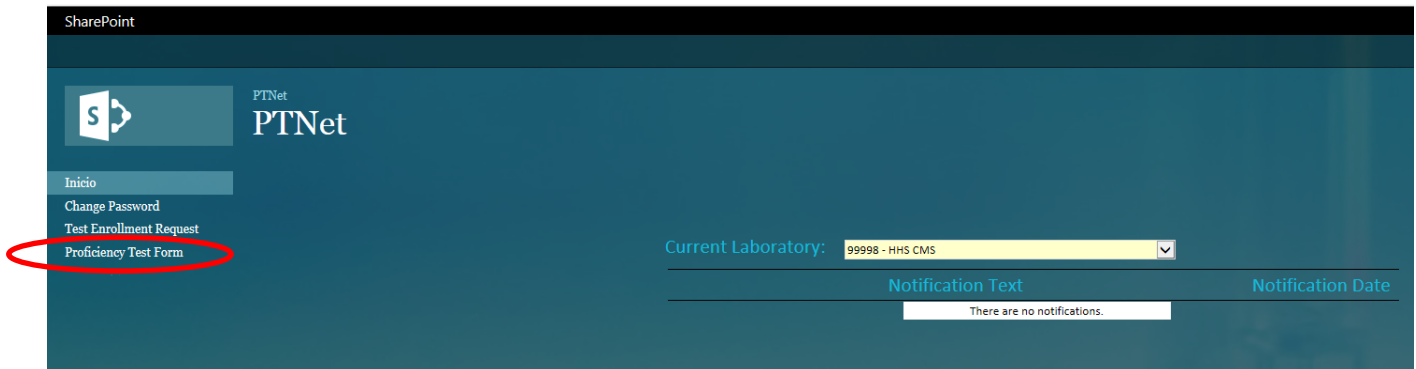 SharePoint
S
PTNet
PTNet
Inicio
Change Password
Test Enrollment Request
Proficiency Test Form
Current Laboratory: 99998 - HHS CMS
Notification Text Notification Date
There are no notifications.